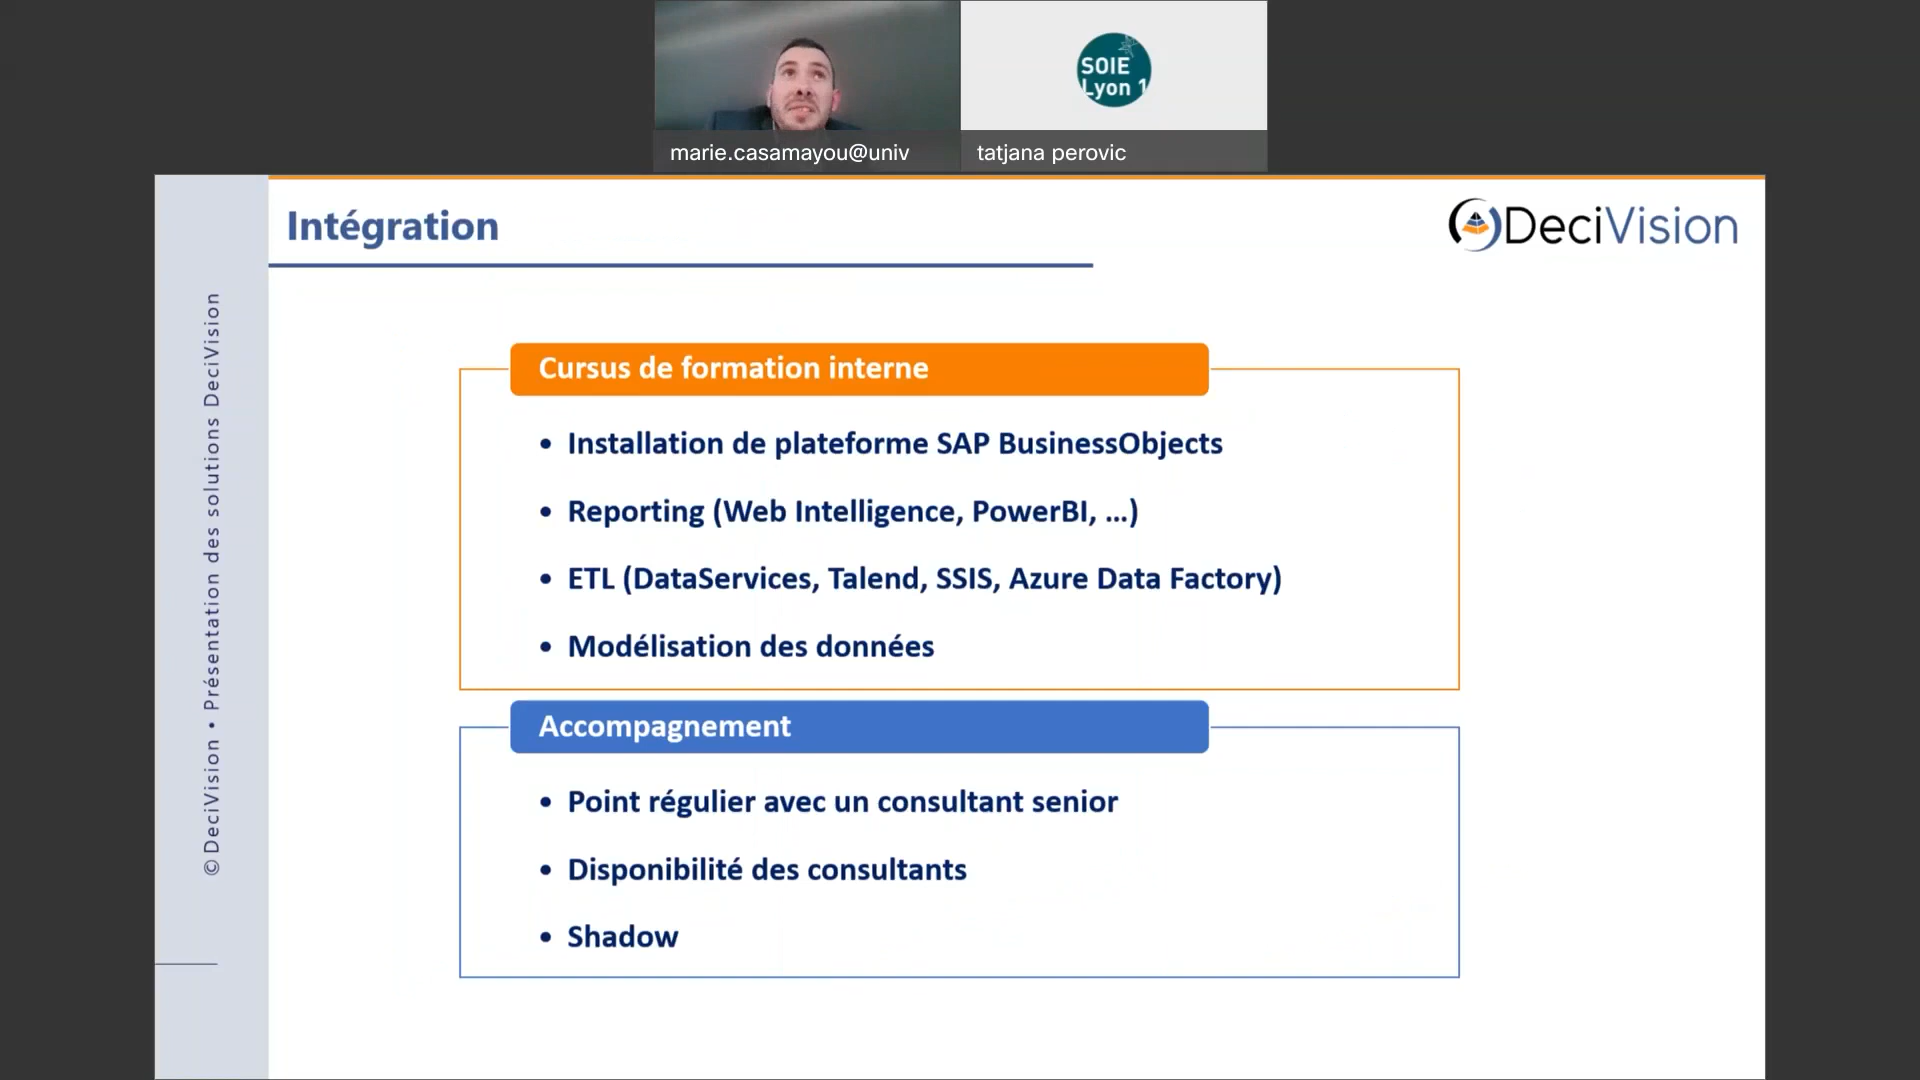 SOIE
Lyon 1
marie.casamayou@univ
tatjana perovic
Intégration
DeciVision
© DeciVision • Présentation des solutions DeciVision
Cursus de formation interne
• Installation de plateforme SAP BusinessObjects
• Reporting (Web Intelligence, PowerBI, ...)
• ETL (DataServices, Talend, SSIS, Azure Data Factory)
• Modélisation des données
Accompagnement
• Point régulier avec un consultant senior
• Disponibilité des consultants
• Shadow